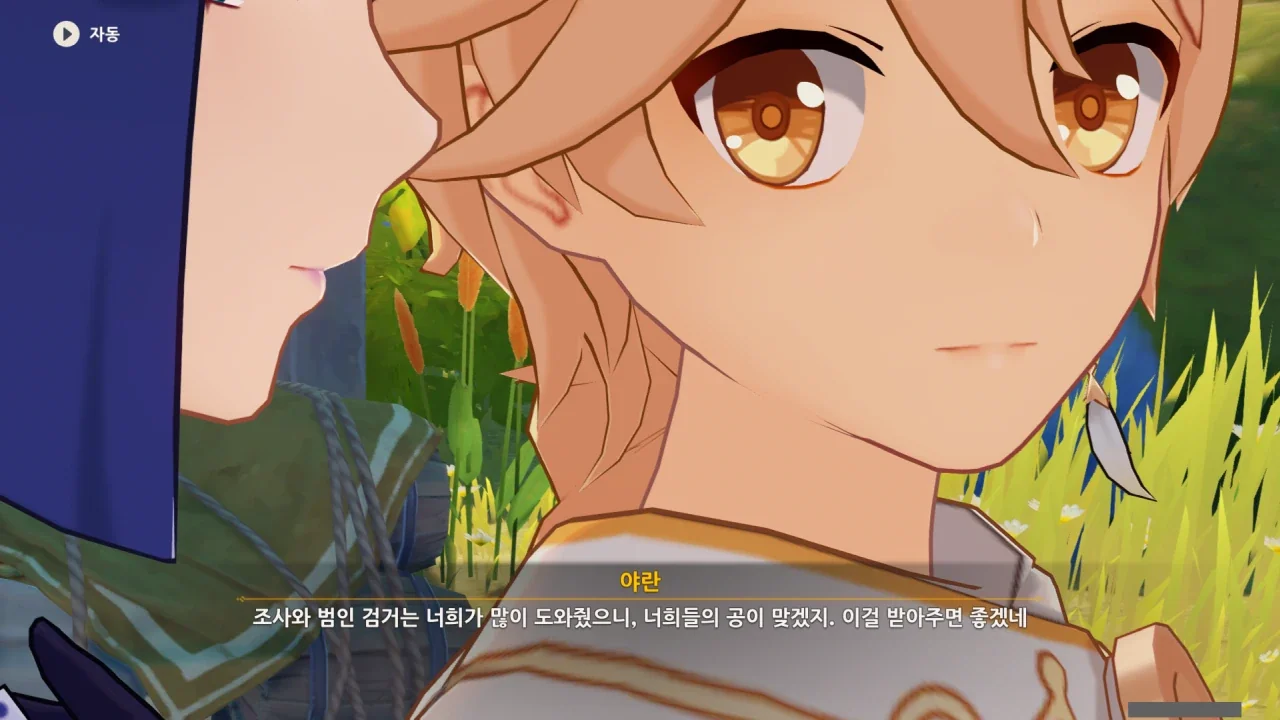 자동
야란
조사와 범인 검거는 너희가 많이 도와줬으니, 너희들의 공이 맞겠지. 이걸 받아주면 좋겠네